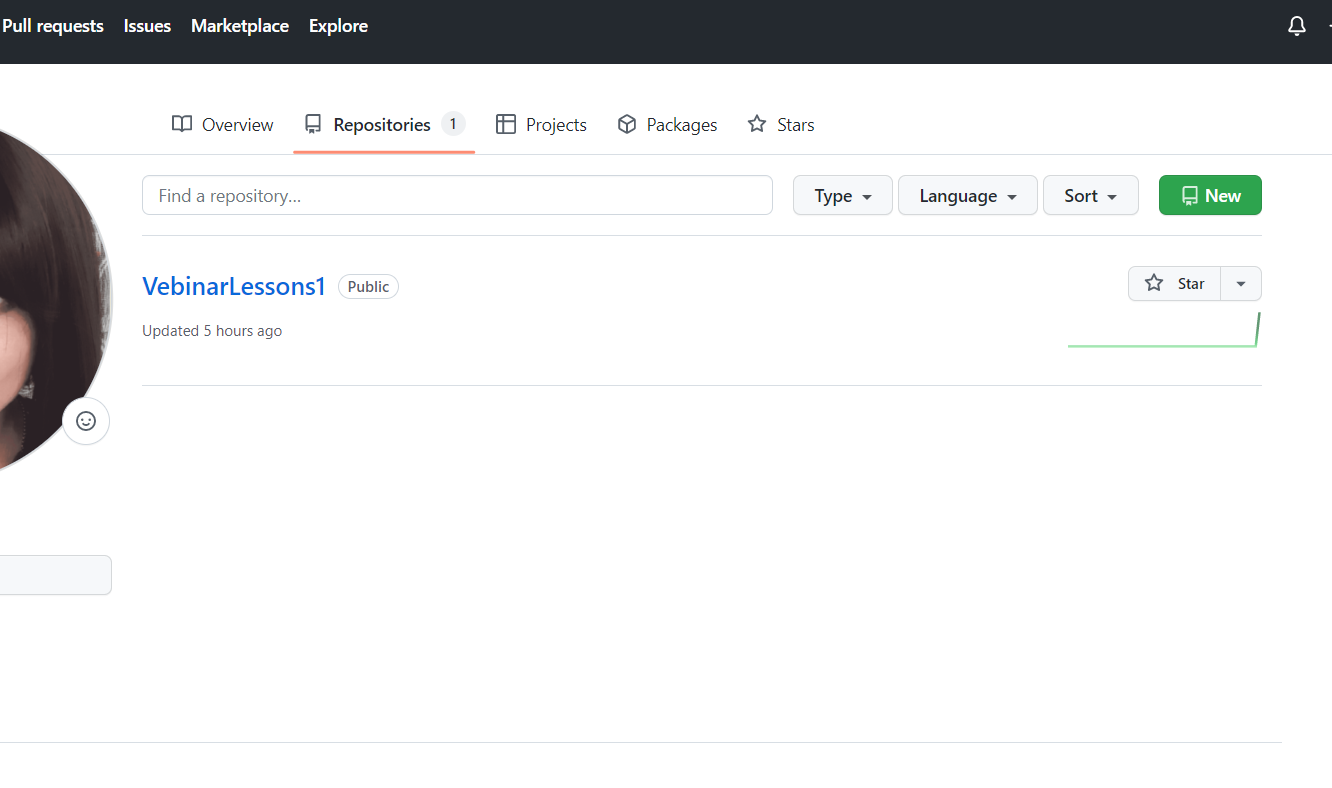 Pull requests Issues Marketplace Explore
Overview Repositories 1 Projects Packages Stars
Find a repository... Type Language Sort New
VebinarLessons1 Public Star
Updated 5 hours ago